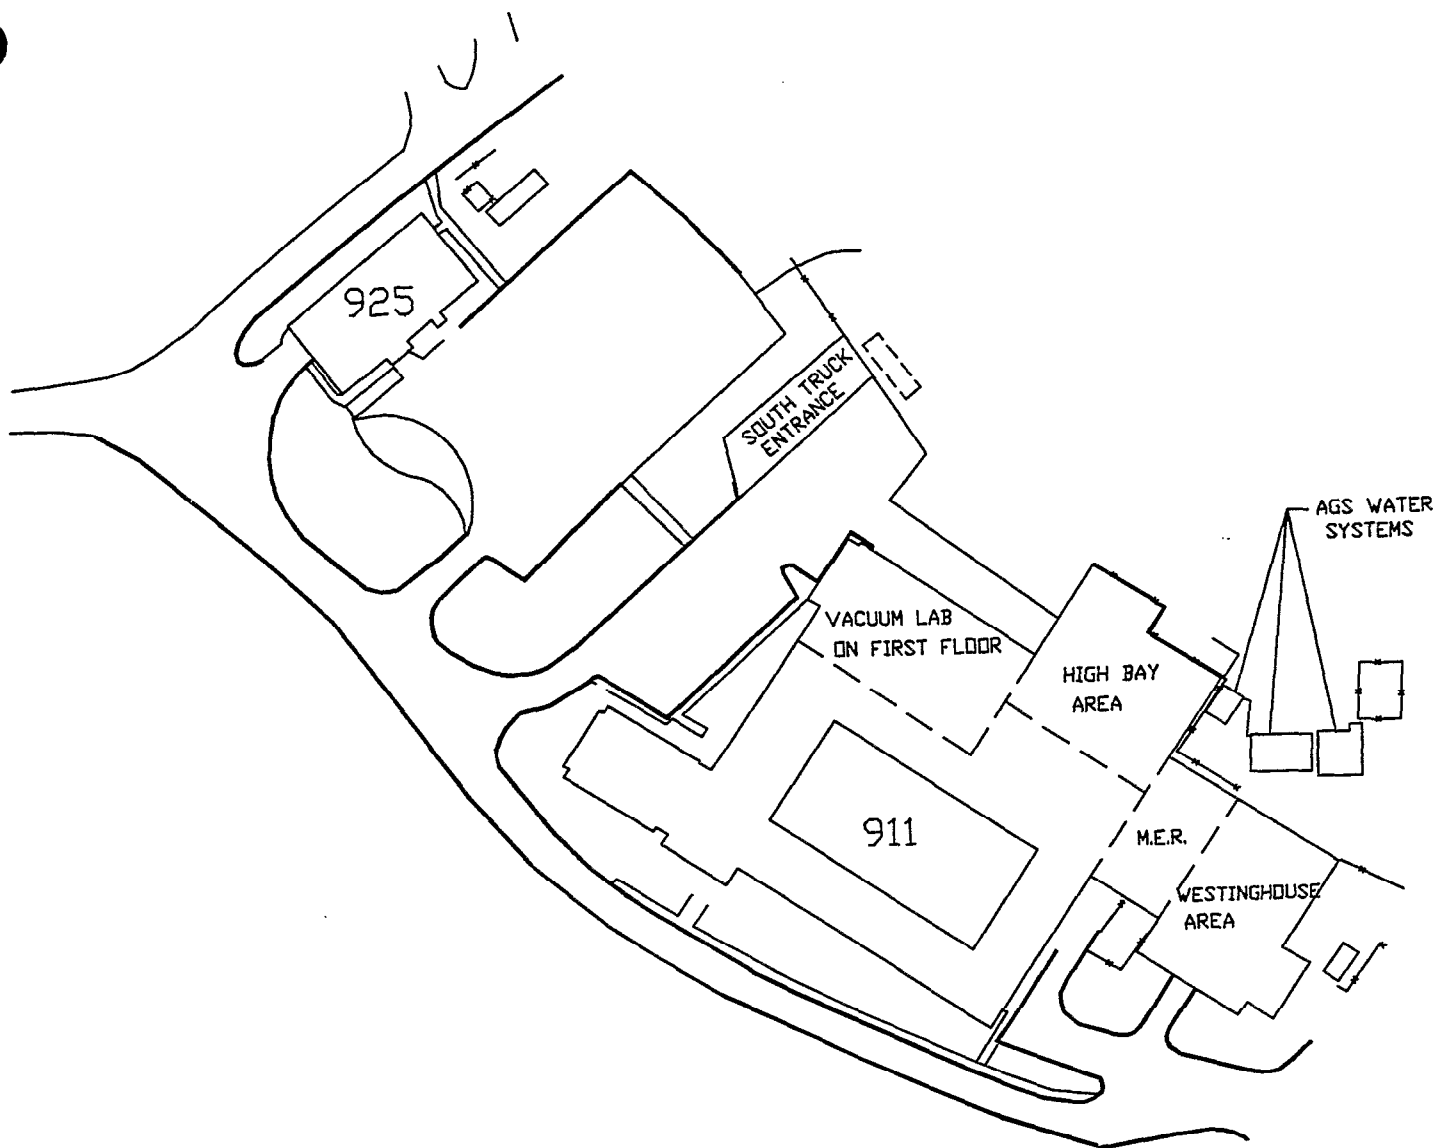 925
SOUTH TRUCK
ENTRANCE
AGS WATER
SYSTEMS
VACUUM LAB
ON FIRST FLOOR
HIGH BAY
AREA
911
M.E.R.
WESTINGHOUSE
AREA